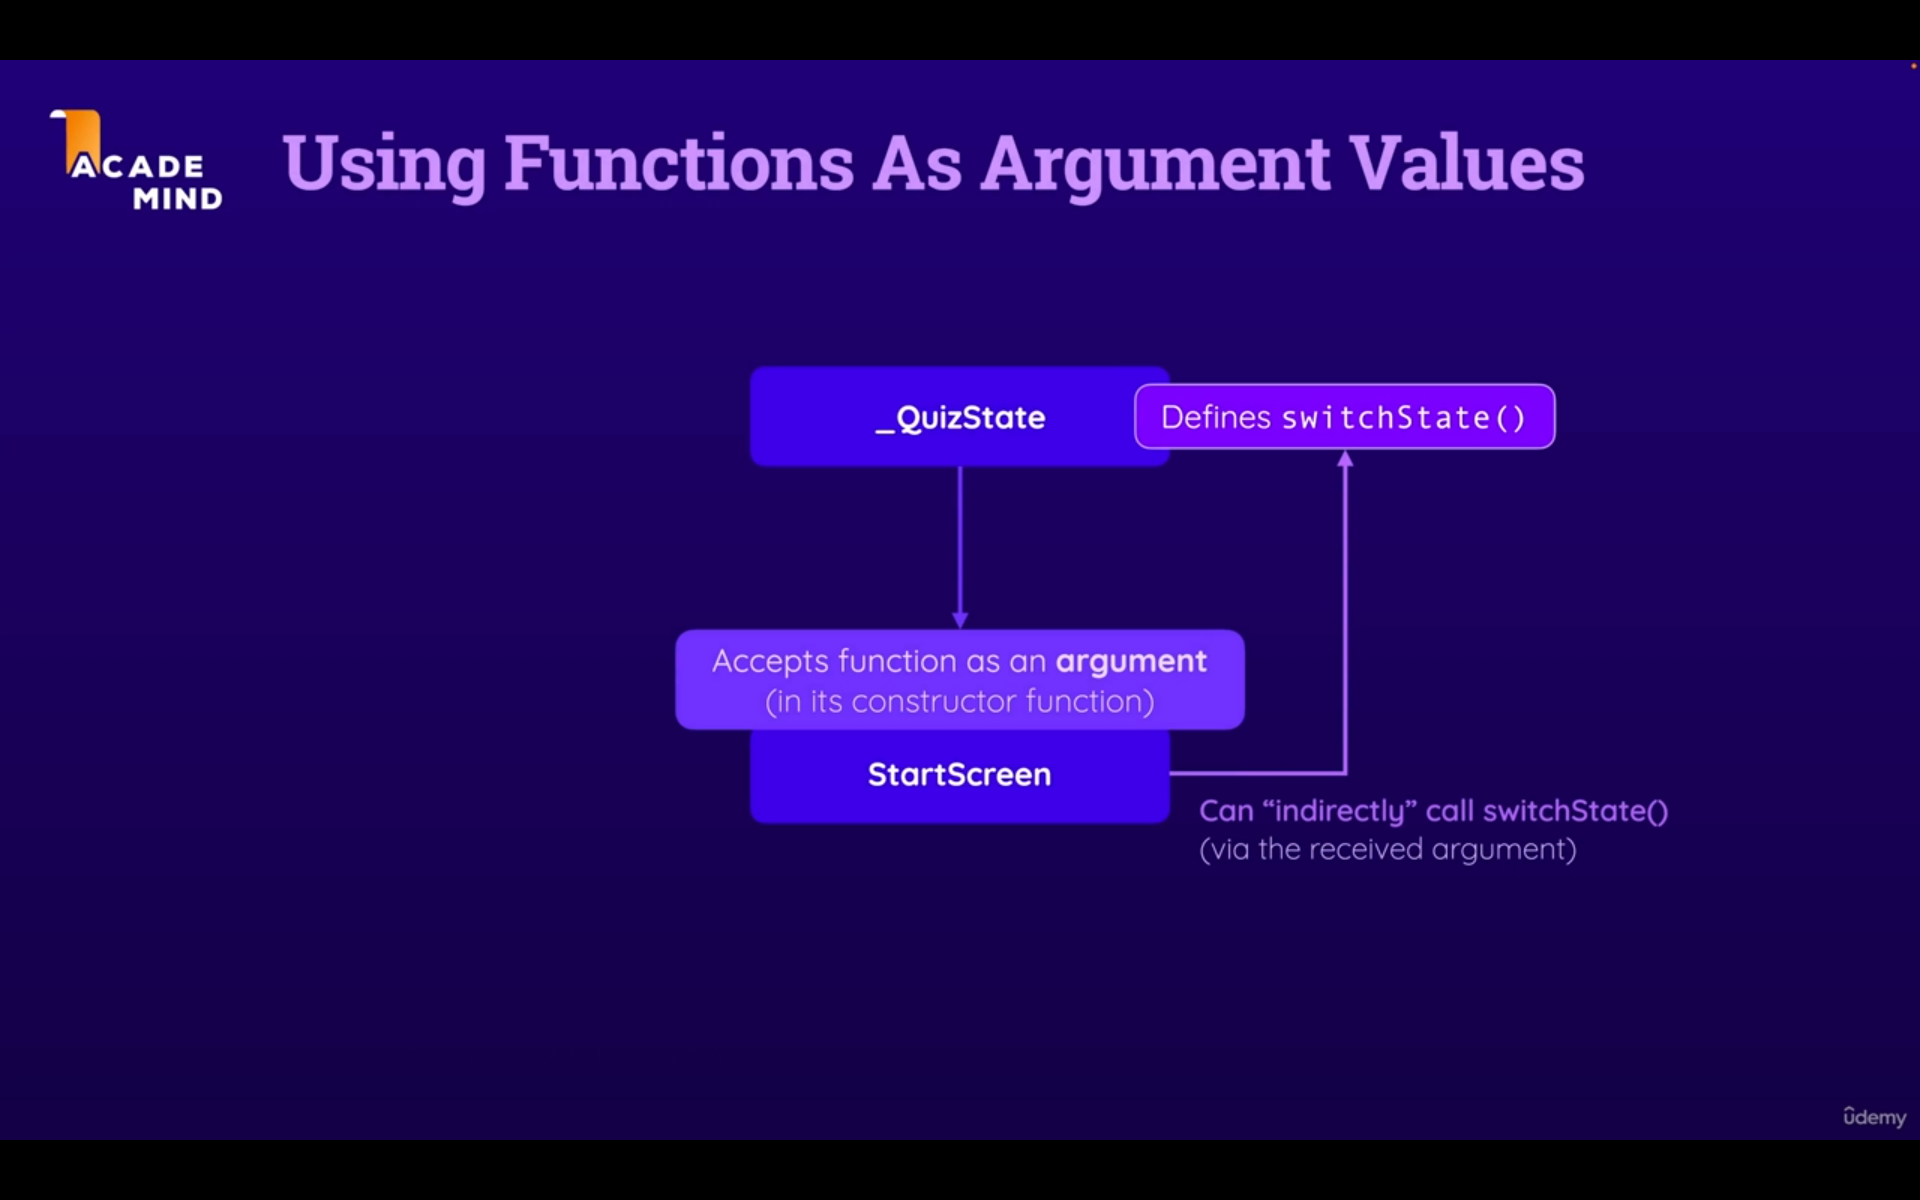 ACADE
MIND
Using Functions As Argument Values
_QuizState
Defines switchState()
Accepts function as an argument
(in its constructor function)
StartScreen
Can “indirectly” call switchState()
(via the received argument)
ûdemy